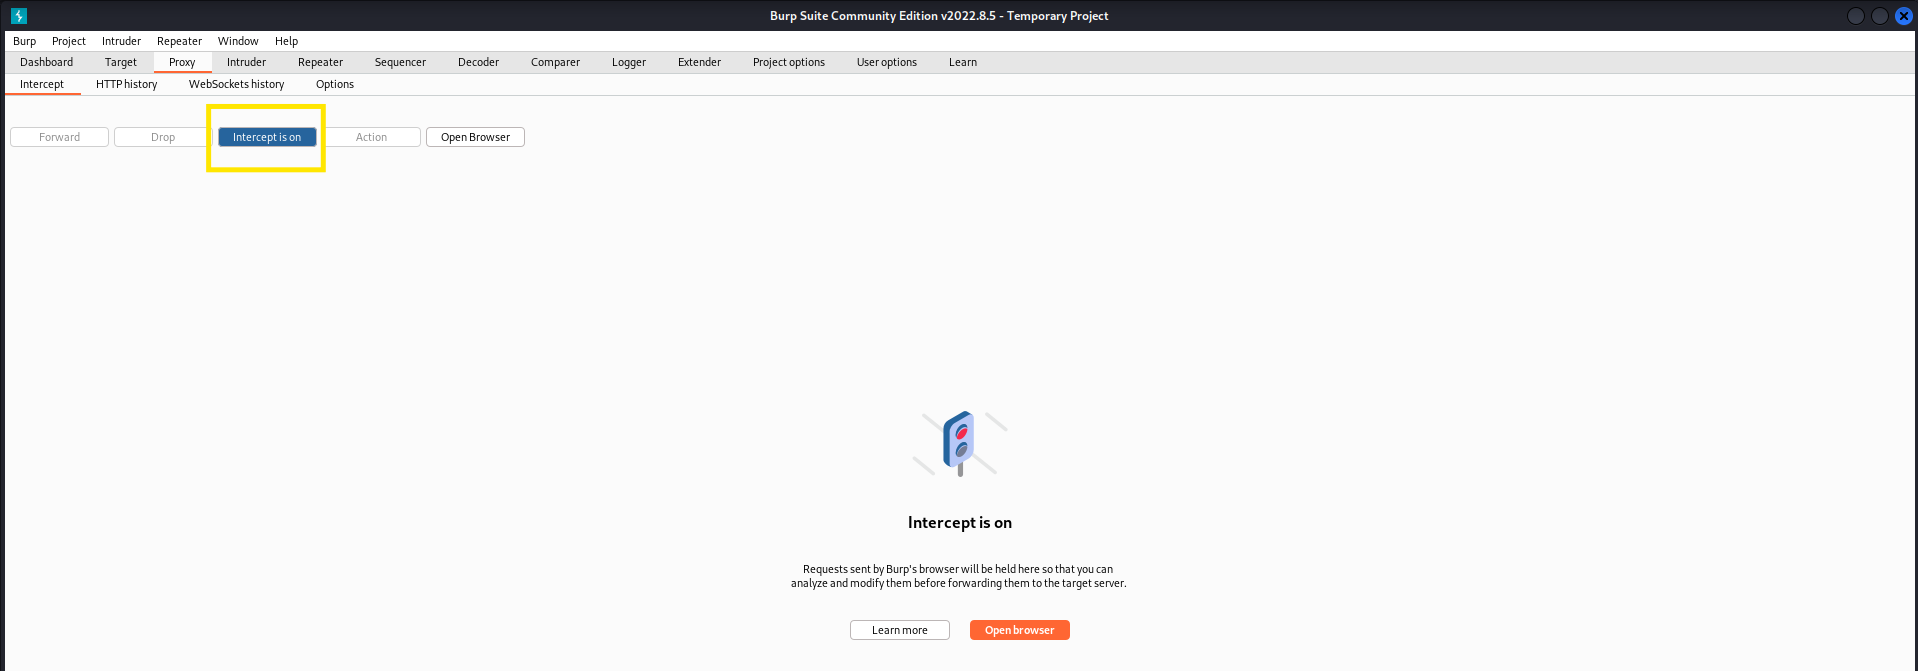 Burp Suite Community Edition v2022.8.5 - Temporary Project
Burp Project Intruder Repeater Window Help
Dashboard Target Proxy Intruder Repeater Sequencer Decoder Comparer Logger Extender Project options User options Learn
Intercept HTTP history WebSockets history Options
Forward Drop Intercept is on Action Open Browser
Intercept is on
Requests sent by Burp's browser will be held here so that you can
analyze and modify them before forwarding them to the target server.
Learn more Open browser